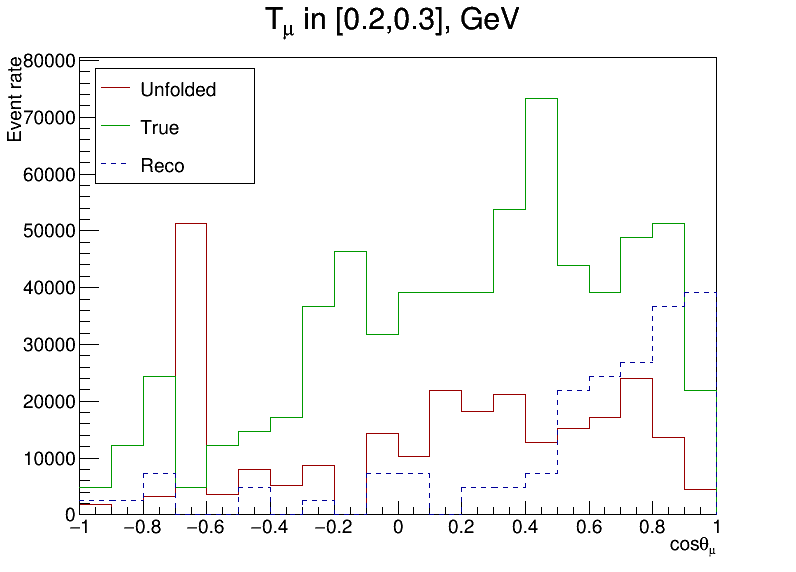 T_μ in [0.2,0.3], GeV
Event rate
80000
70000
60000
50000
40000
30000
20000
10000
0
Unfolded
True
Reco
−1 −0.8 −0.6 −0.4 −0.2 0 0.2 0.4 0.6 0.8 1
cosθ_μ